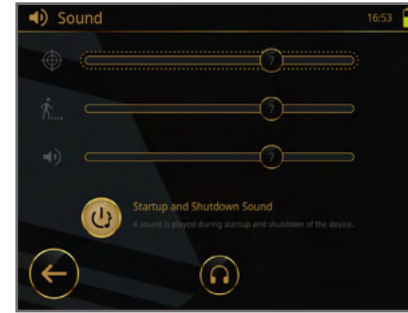 Sound
16:53
7
7
7
Startup and Shutdown Sound
A sound is played during startup and shutdown of the device.